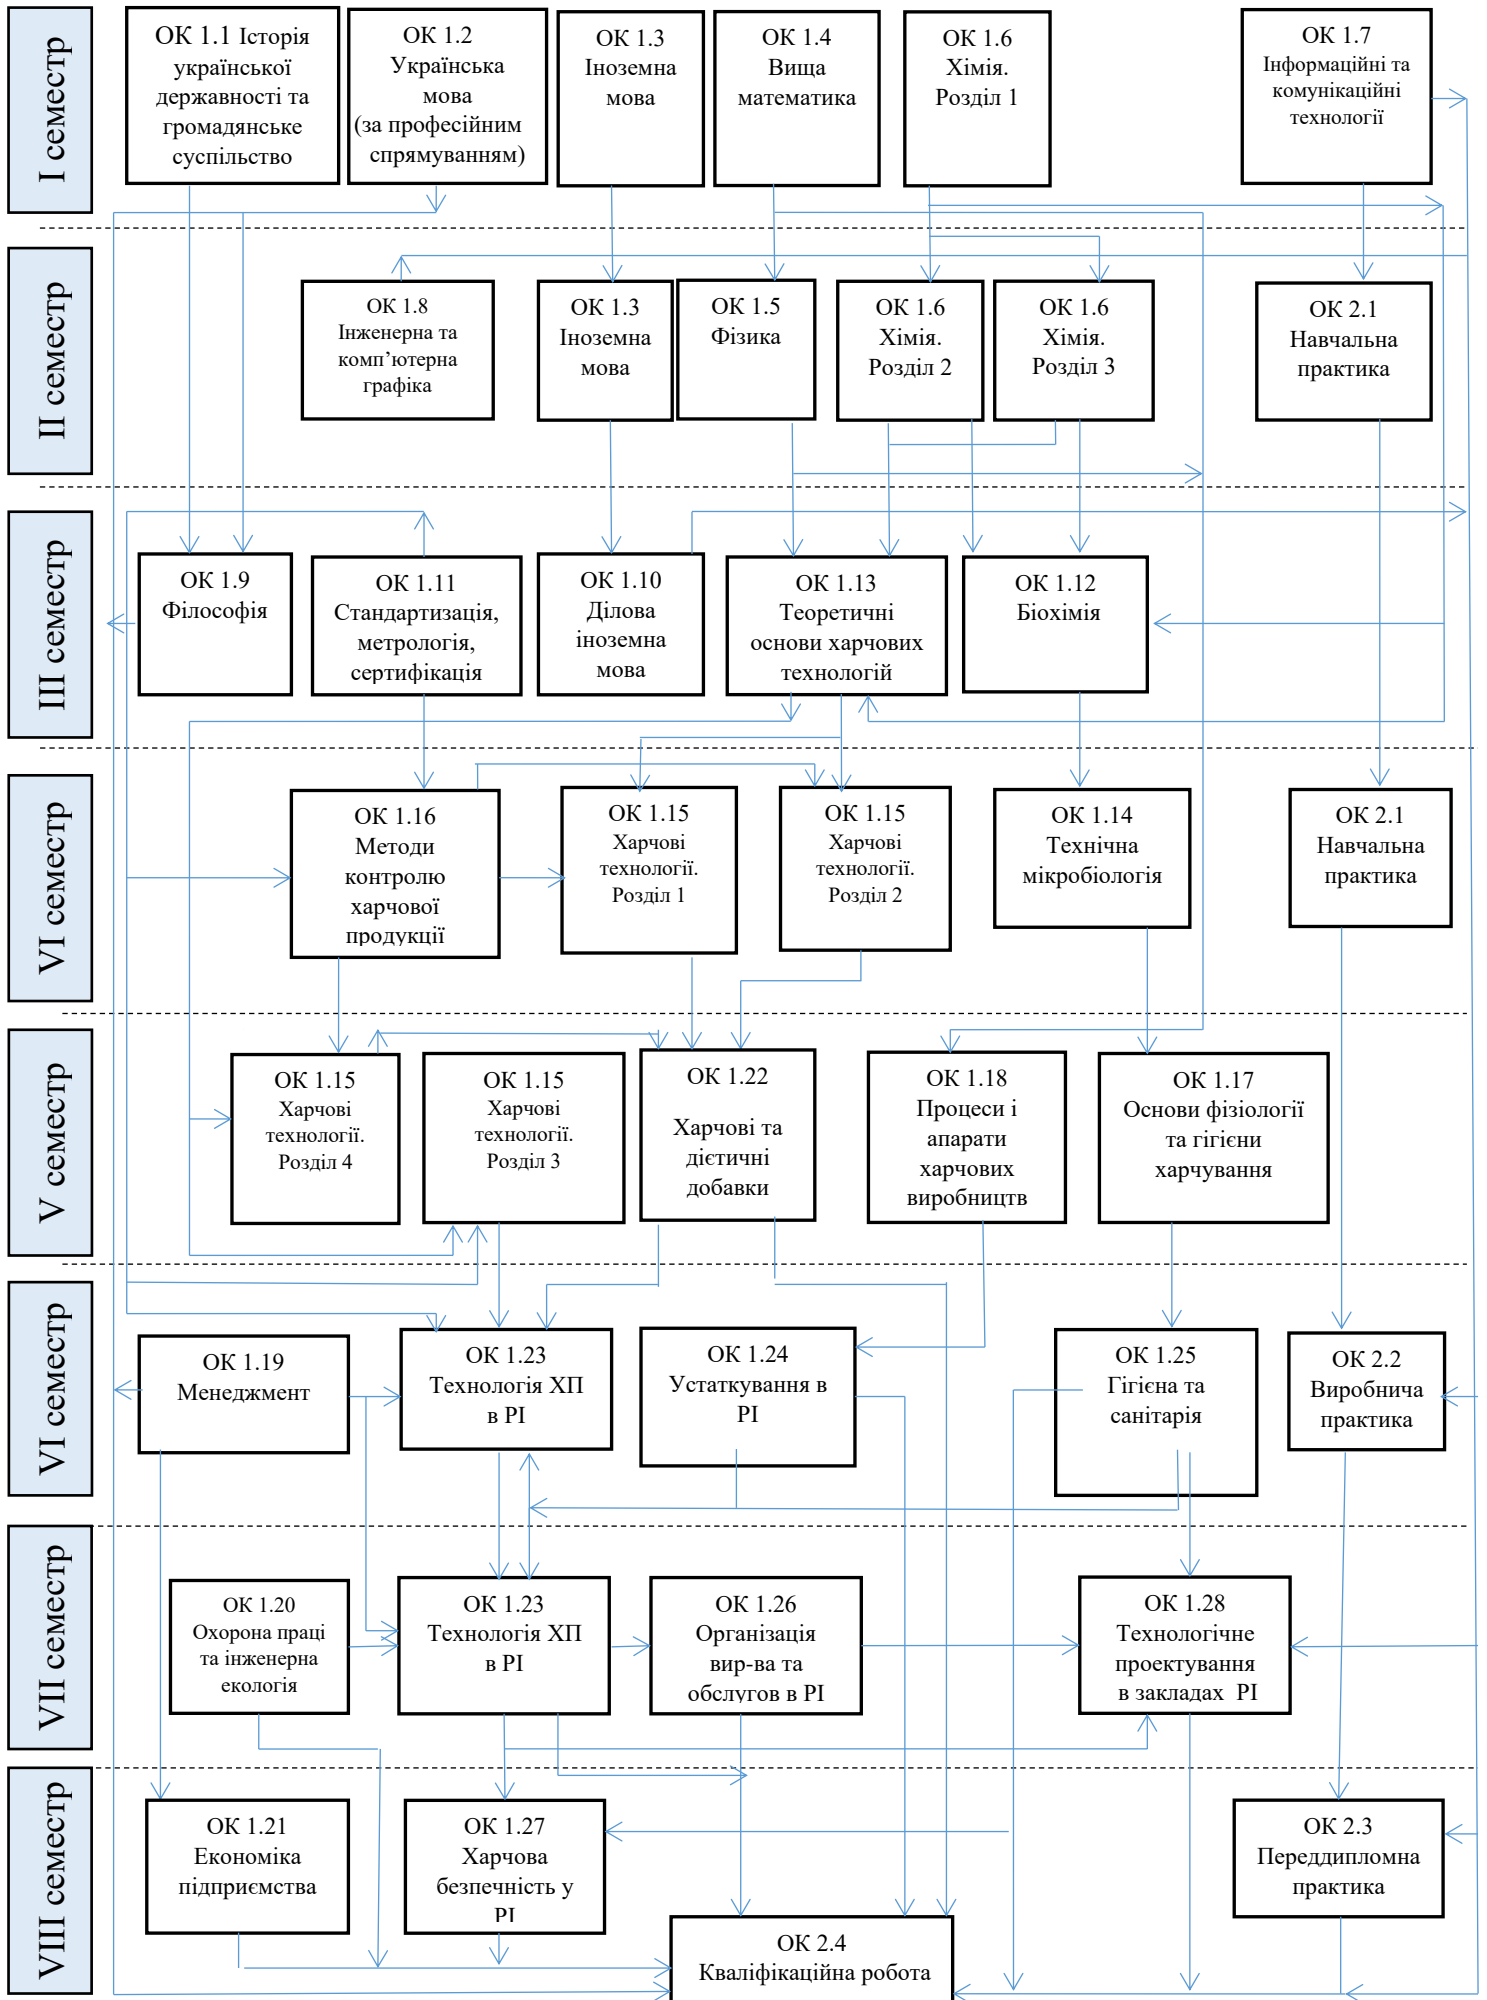 І семестр
ОК 1.1 Історія
української
державності та
громадянське
суспільство
ОК 1.2
Українська
мова
(за професійним
спрямуванням)
ОК 1.3
Іноземна
мова
ОК 1.4
Вища
математика
ОК 1.6
Хімія.
Розділ 1
ОК 1.7
Інформаційні та
комунікаційні
технології
ІІ семестр
ОК 1.8
Інженерна та
комп’ютерна
графіка
ОК 1.3
Іноземна
мова
ОК 1.5
Фізика
ОК 1.6
Хімія.
Розділ 2
ОК 1.6
Хімія.
Розділ 3
ОК 2.1
Навчальна
практика
ІІІ семестр
ОК 1.9
Філософія
ОК 1.11
Стандартизація,
метрологія,
сертифікація
ОК 1.10
Ділова
іноземна
мова
ОК 1.13
Теоретичні
основи харчових
технологій
ОК 1.12
Біохімія
VІ семестр
ОК 1.16
Методи
контролю
харчової
продукції
ОК 1.15
Харчові
технології.
Розділ 1
ОК 1.15
Харчові
технології.
Розділ 2
ОК 1.14
Технічна
мікробіологія
ОК 2.1
Навчальна
практика
V семестр
ОК 1.15
Харчові
технології.
Розділ 4
ОК 1.15
Харчові
технології.
Розділ 3
ОК 1.22
Харчові та
дієтичні
добавки
ОК 1.18
Процеси і
апарати
харчових
виробництв
ОК 1.17
Основи фізіології
та гігієни
харчування
VІ семестр
ОК 1.19
Менеджмент
ОК 1.23
Технологія ХП
в РІ
ОК 1.24
Устаткування в
РІ
ОК 1.25
Гігієна та
санітарія
ОК 2.2
Виробнича
практика
VІІ семестр
ОК 1.20
Охорона праці
та інженерна
екологія
ОК 1.23
Технологія ХП
в РІ
ОК 1.26
Організація
вир-ва та
обслугов в РІ
ОК 1.28
Технологічне
проектування
в закладах РІ
VІІІ семестр
ОК 1.21
Економіка
підприємства
ОК 1.27
Харчова
безпечність у
РІ
ОК 2.3
Переддипломна
практика
ОК 2.4
Кваліфікаційна робота